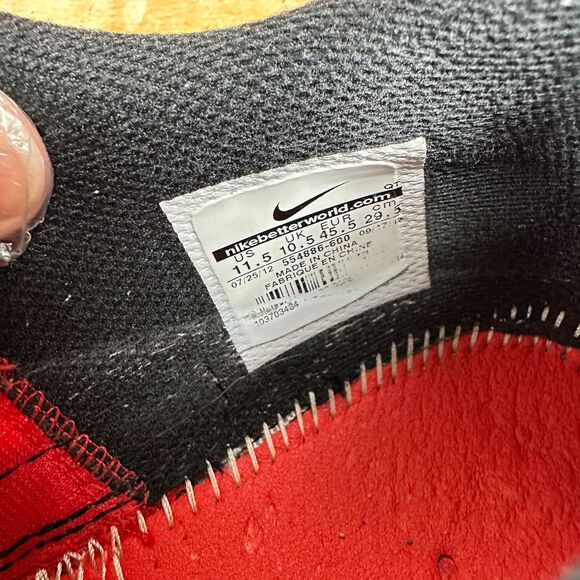 QT
nikebetterworld.com
US UK EUR cm
11.5 10.5 45.5 29.5
07/25/12 554886-600 09/17/12
MADE IN CHINA
FABRIQUE EN CHINE